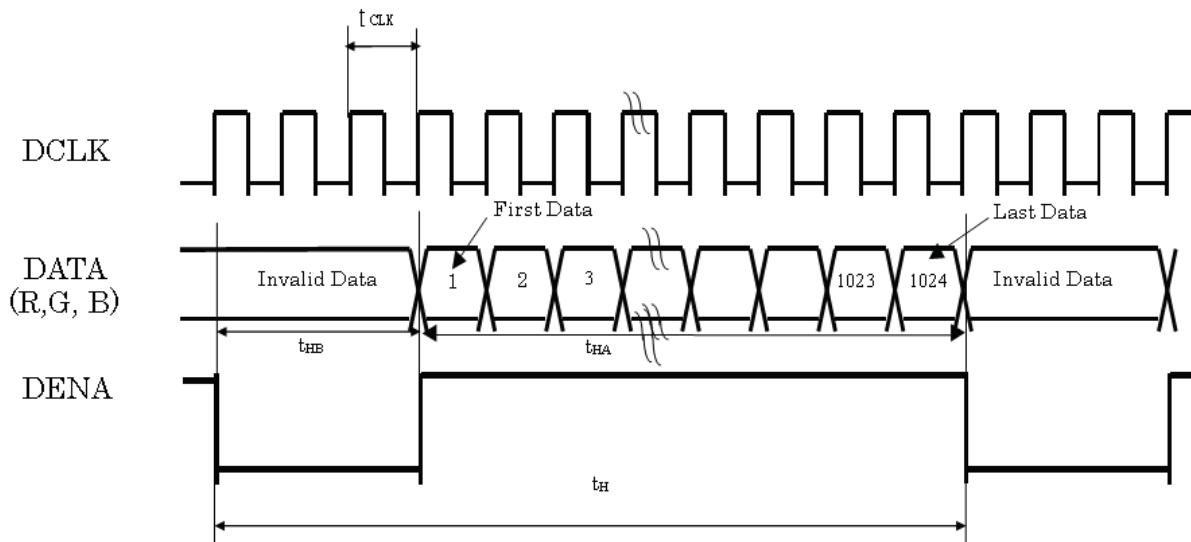 t CLK
DCLK
First Data
Last Data
DATA
(R,G, B)
Invalid Data
1
2
3
1023
1024
Invalid Data
tHB
tHA
DENA
tH